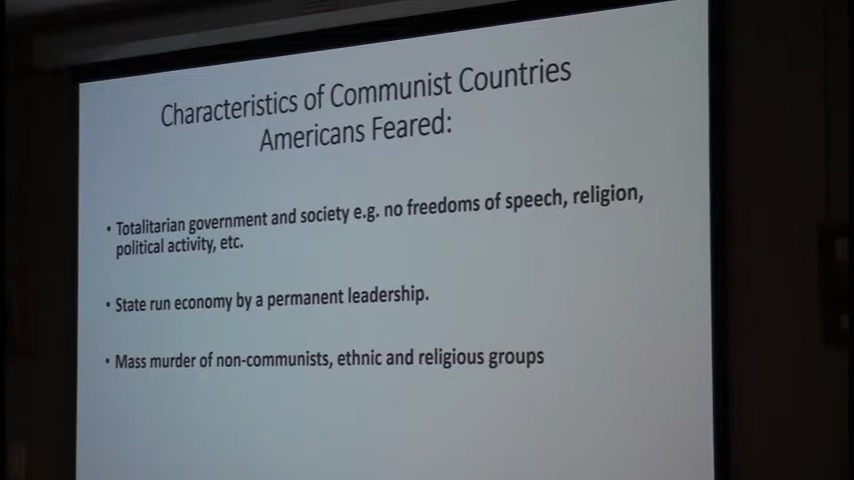 Characteristics of Communist Countries
Americans Feared:
• Totalitarian government and society e.g. no freedoms of speech, religion,
political activity, etc.
• State run economy by a permanent leadership.
• Mass murder of non-communists, ethnic and religious groups